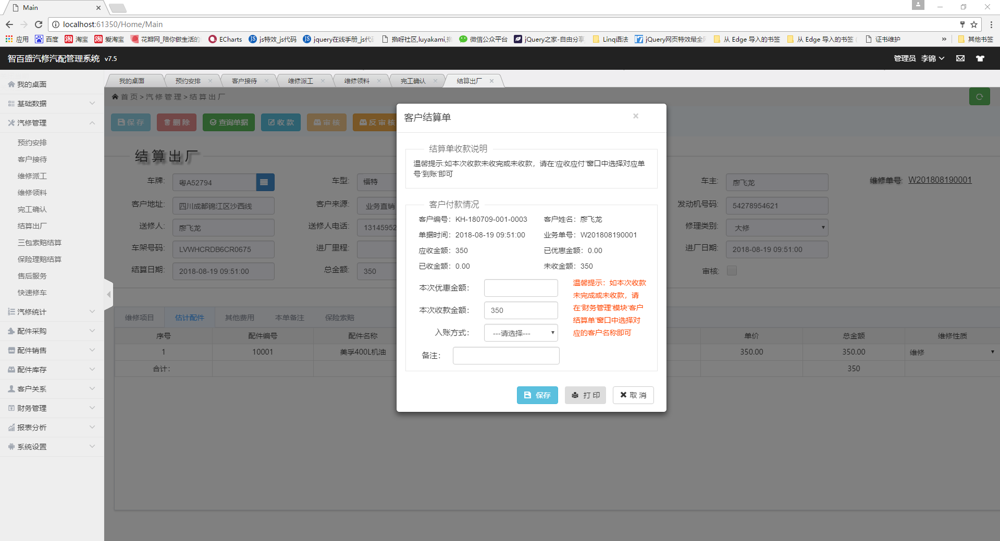 Main
localhost:61350/Home/Main
应用 百度 淘宝 爱淘宝 花瓣网_陪你做生活的 ECharts js特效_js代码 jquery在线手册_js代 撸呀社区,luyakami, 微信公众平台 jQuery之家-自由分享 Linq语法 jQuery网页特效最全 从 Edge 导入的书签 从 Edge 导入的书签 ( 证书维护 » 其他书签
智百盛汽修汽配管理系统 v7.5 管理员 李锦
我的桌面
基础数据
汽修管理
预约安排
客户接待
维修派工
维修领料
完工确认
结算出厂
三包索赔结算
保险理赔结算
售后服务
快速修车
汽修统计
配件采购
配件销售
配件库存
客户关系
财务管理
报表分析
系统设置
我的桌面 预约安排 客户接待 维修派工 维修领料 完工确认 结算出厂
首页>汽修管理>结算出厂
保存 删除 查询单据 收款 审核 反审核
结算出厂
车牌: 粤A52794 车型: 福特 车主: 廖飞龙 维修单号: W201808190001
客户地址: 四川成都锦江区沙西线 客户来源: 业务直销 发动机号码: 54278954621
送修人: 廖飞龙 送修人电话: 13145952 修理类别: 大修
车架号码: LVWHCRDB6CR0675 进厂里程: 进厂日期: 2018-08-19 09:51:00
结算日期: 2018-08-19 09:51:00 总金额: 350 审核:
维修项目 估计配件 其他费用 本单备注 保险索赔
序号 配件编号 配件名称 单价 总金额 维修性质
1 10001 美孚400L机油 350.00 350.00 维修
合计: 350
客户结算单 ×
结算单收款说明
温馨提示:如本次收款未收完或未收款，请在'应收应付'窗口中选择对应单
号'到账'即可
客户付款情况
客户编号: KH-180709-001-0003 客户姓名: 廖飞龙
单据时间: 2018-08-19 09:51:00 业务单号: W201808190001
应收金额: 350 已优惠金额: 0.00
已收金额: 0.00 未收金额: 350
本次优惠金额:
本次收款金额: 350
入账方式: ---请选择---
备注:
温馨提示：如本次收款
未完成或未收款，请
在'财务管理'模块'客户
结算单'窗口中选择对
应的客户名称即可
保存 打印 取消